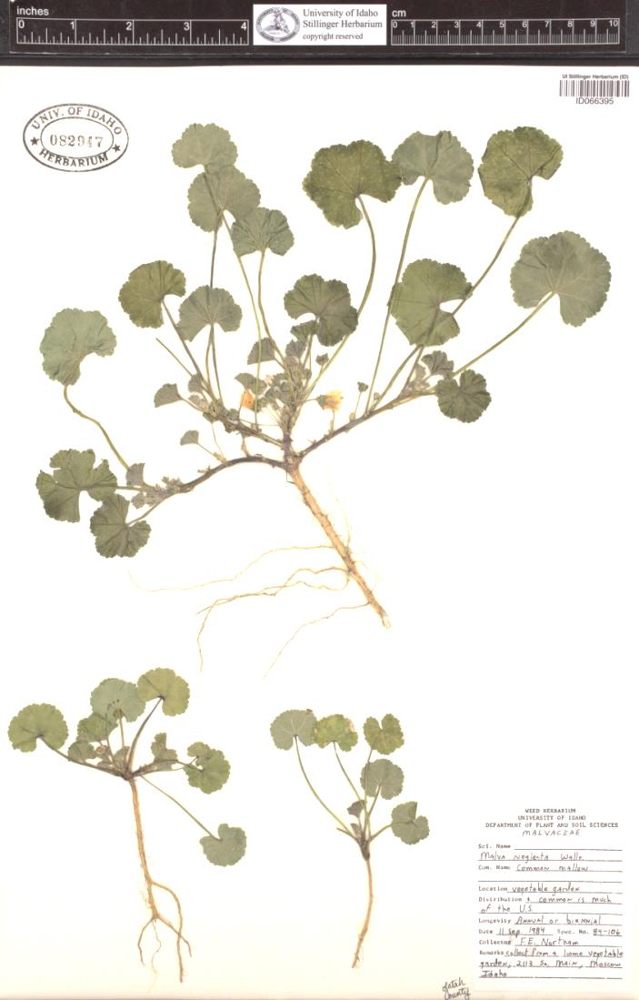 inches
0 1 2 3 4
University of Idaho
Stillinger Herbarium
copyright reserved
cm
0 1 2 3 4 5 6 7 8 9 10
UI Stillinger Herbarium (ID)
ID066395
UNIV. OF IDAHO
082947
HERBARIUM
WEED HERBARIUM
UNIVERSITY OF IDAHO
DEPARTMENT OF PLANT AND SOIL SCIENCES
MALVACEAE
Sci. Name
Malva neglecta Wallr.
Com. Name Common mallow
Location vegetable garden
Distribution & common is much
of the U.S.
Longevity Annual or biennial
Date 11 Sep 1984 Spec. No. 84-106
Collector F.E. Northam
Remarks collect from a home vegetable
garden, 2113 So. Main, Moscow
Idaho
Latah
County